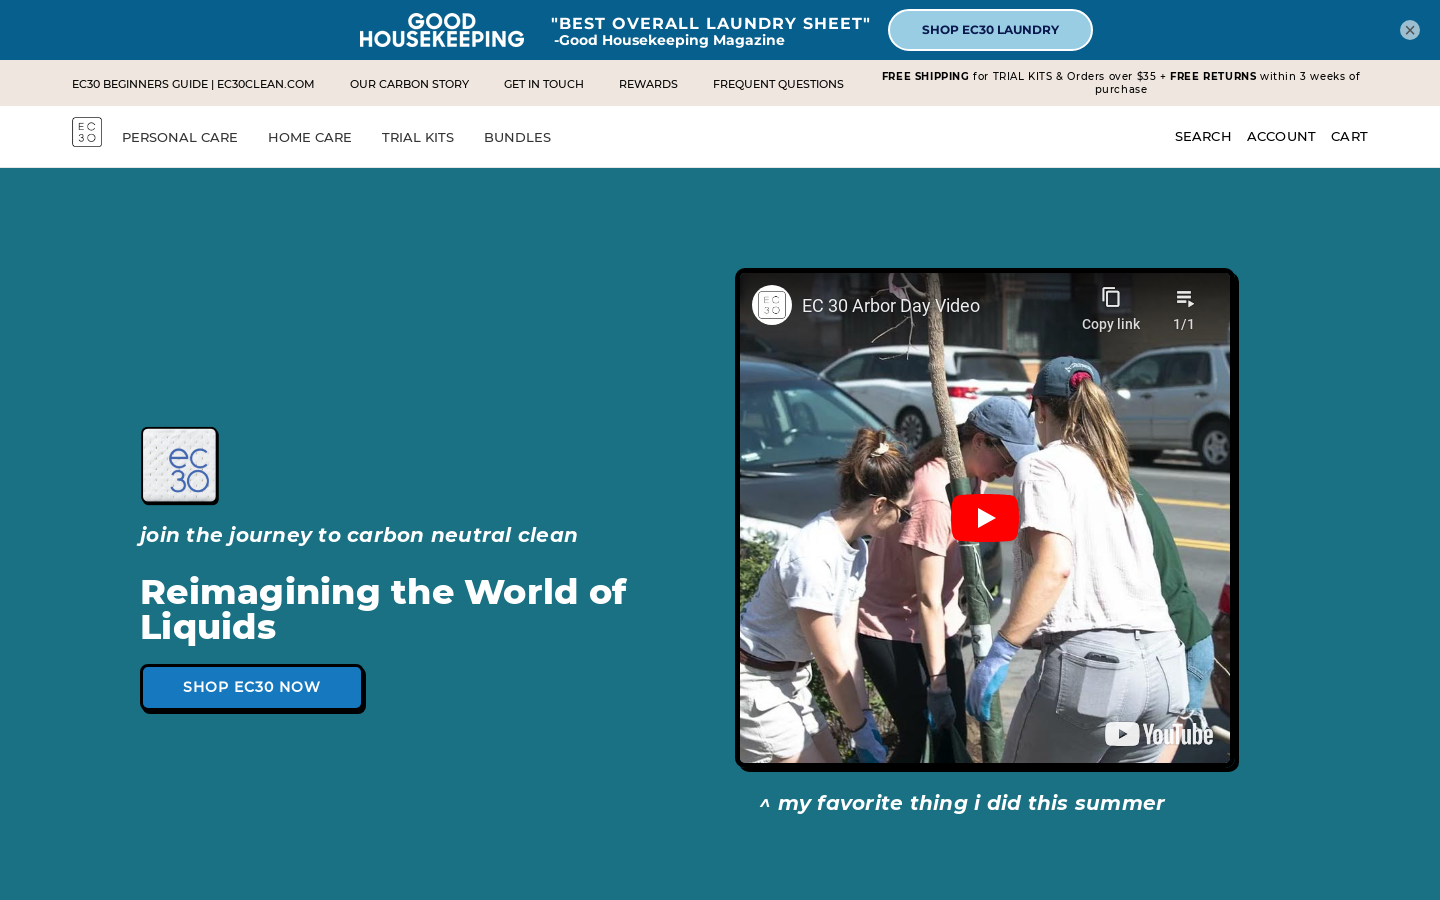 GOOD
HOUSEKEEPING
"BEST OVERALL LAUNDRY SHEET"
-Good Housekeeping Magazine
SHOP EC30 LAUNDRY
EC30 BEGINNERS GUIDE | EC30CLEAN.COM
OUR CARBON STORY
GET IN TOUCH
REWARDS
FREQUENT QUESTIONS
FREE SHIPPING for TRIAL KITS & Orders over $35 + FREE RETURNS within 3 weeks of
purchase
EC
30
PERSONAL CARE
HOME CARE
TRIAL KITS
BUNDLES
SEARCH
ACCOUNT
CART
EC
30
EC 30 Arbor Day Video
Copy link
1/1
YouTube
^ my favorite thing i did this summer
ec
30
join the journey to carbon neutral clean
Reimagining the World of
Liquids
SHOP EC30 NOW